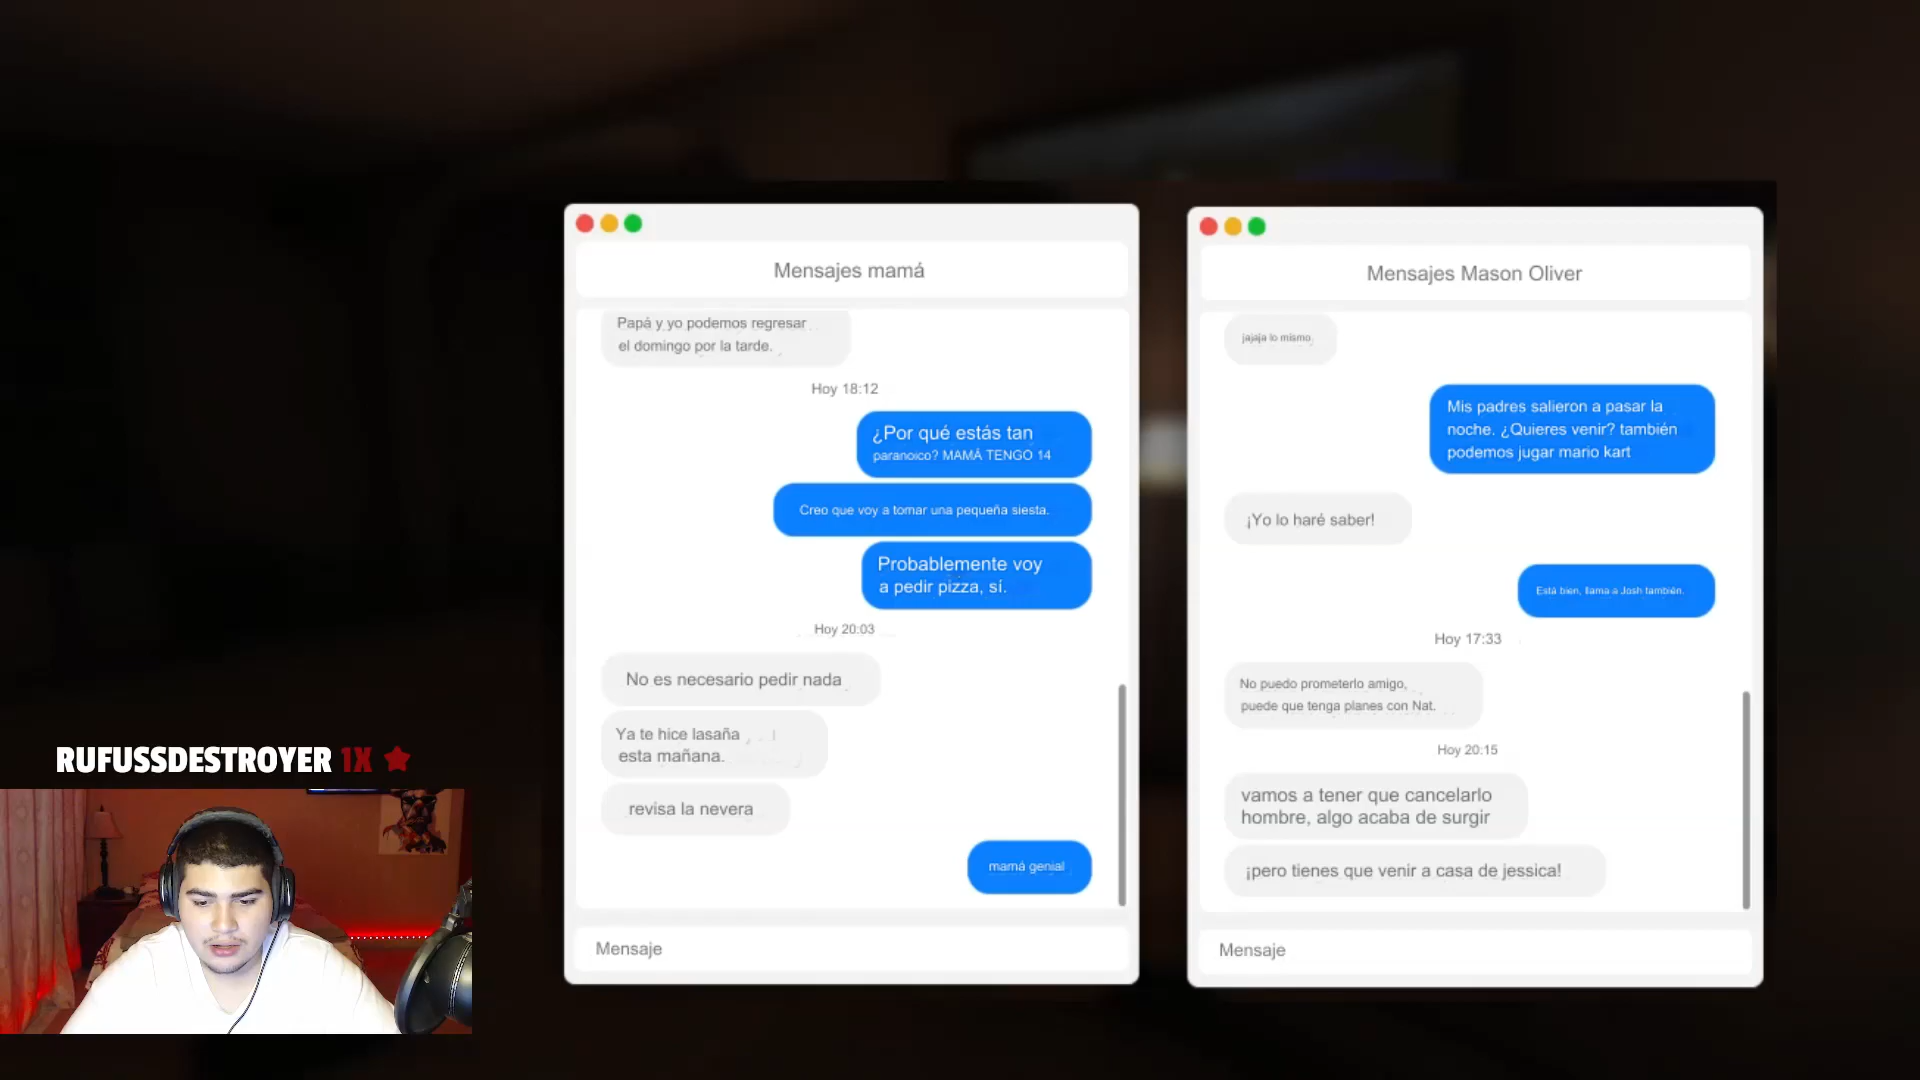 Mensajes mamá
Papá y yo podemos regresar
el domingo por la tarde.
Hoy 18:12
¿Por qué estás tan
paranoico? MAMÁ TENGO 14
Creo que voy a tomar una pequeña siesta.
Probablemente voy
a pedir pizza, sí.
Hoy 20:03
No es necesario pedir nada
Ya te hice lasaña
esta mañana.
revisa la nevera
mamá genial
Mensaje
Mensajes Mason Oliver
jajaja lo mismo
Mis padres salieron a pasar la
noche. ¿Quieres venir? también
podemos jugar mario kart
¡Yo lo haré saber!
Está bien, llama a Josh también.
Hoy 17:33
No puedo prometerlo amigo,
puede que tenga planes con Nat.
Hoy 20:15
vamos a tener que cancelarlo
hombre, algo acaba de surgir
¡pero tienes que venir a casa de jessica!
Mensaje
RUFUSSDESTROYER 1X